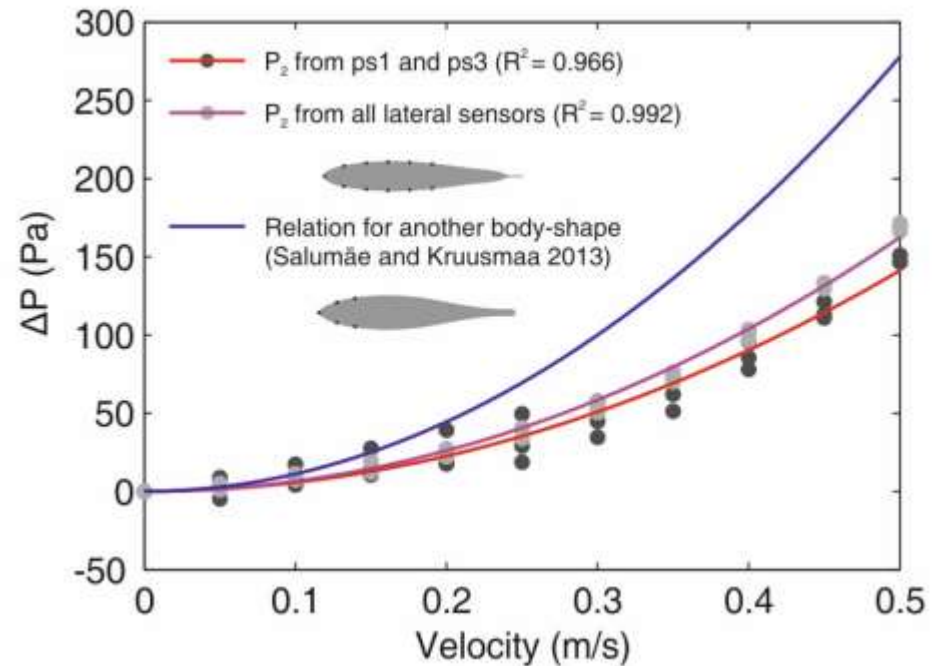 300
250
200
150
100
50
0
-50
ΔP (Pa)
P₂ from ps1 and ps3 (R² = 0.966)
P₂ from all lateral sensors (R² = 0.992)
Relation for another body-shape
(Salumäe and Kruusmaa 2013)
0 0.1 0.2 0.3 0.4 0.5
Velocity (m/s)